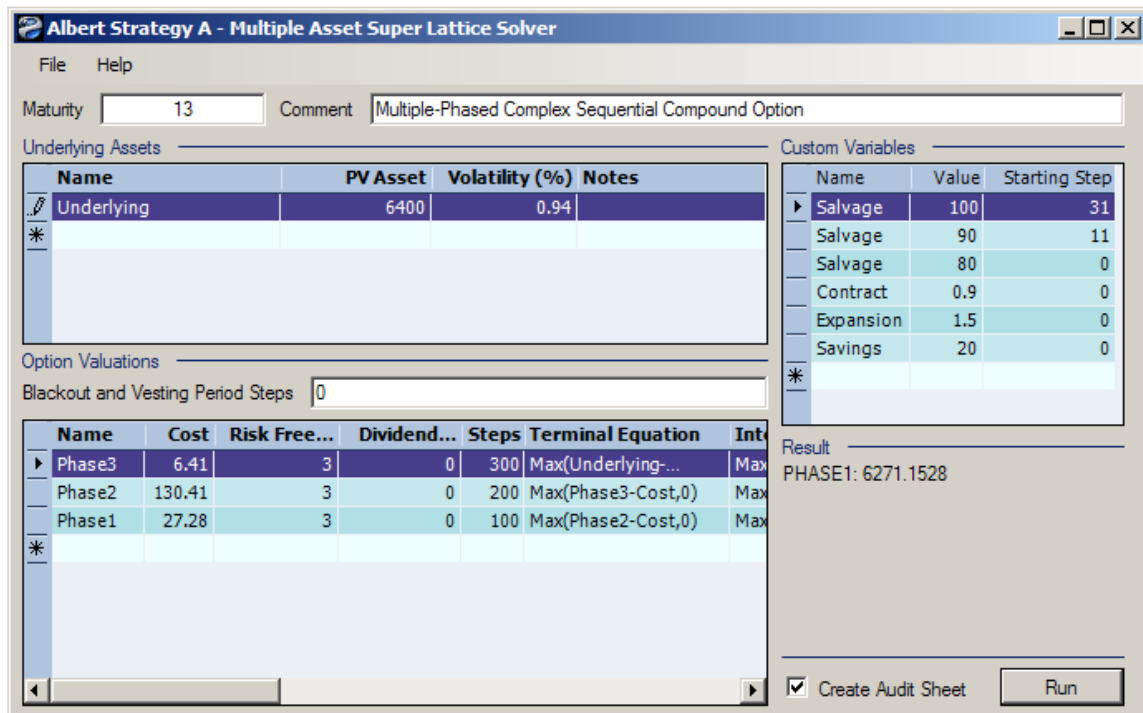 Albert Strategy A - Multiple Asset Super Lattice Solver
File Help
Maturity 13 Comment Multiple-Phased Complex Sequential Compound Option
Underlying Assets
Name PV Asset Volatility (%) Notes
Underlying 6400 0.94
Custom Variables
Name Value Starting Step
Salvage 100 31
Salvage 90 11
Salvage 80 0
Contract 0.9 0
Expansion 1.5 0
Savings 20 0
Option Valuations
Blackout and Vesting Period Steps 0
Name Cost Risk Free... Dividend... Steps Terminal Equation Inte
Phase3 6.41 3 0 300 Max(Underlying-... Max
Phase2 130.41 3 0 200 Max(Phase3-Cost,0) Max
Phase1 27.28 3 0 100 Max(Phase2-Cost,0) Max
Result
PHASE1: 6271.1528
Create Audit Sheet Run